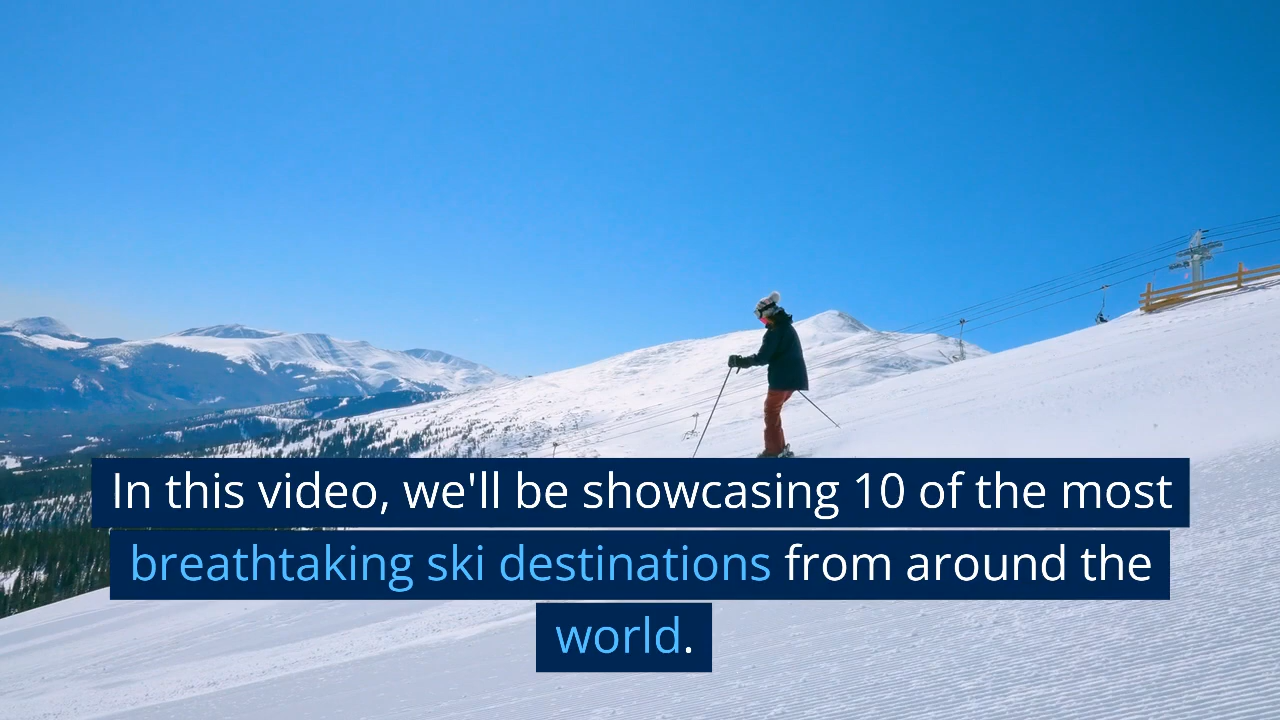 In this video, we'll be showcasing 10 of the most
breathtaking ski destinations from around the
world.